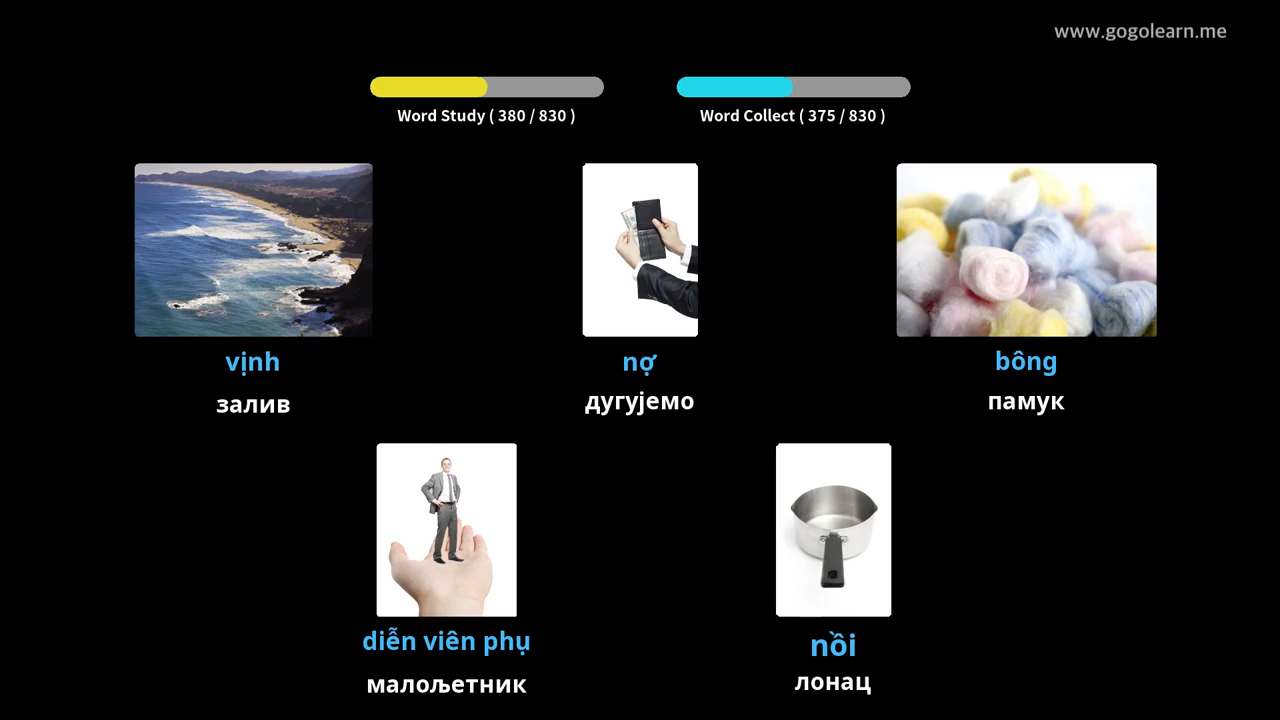 www.gogolearn.me
Word Study ( 380 / 830 )
Word Collect ( 375 / 830 )
vịnh
залив
nợ
дугујемо
bông
памук
diễn viên phụ
малољетник
nồi
лонац